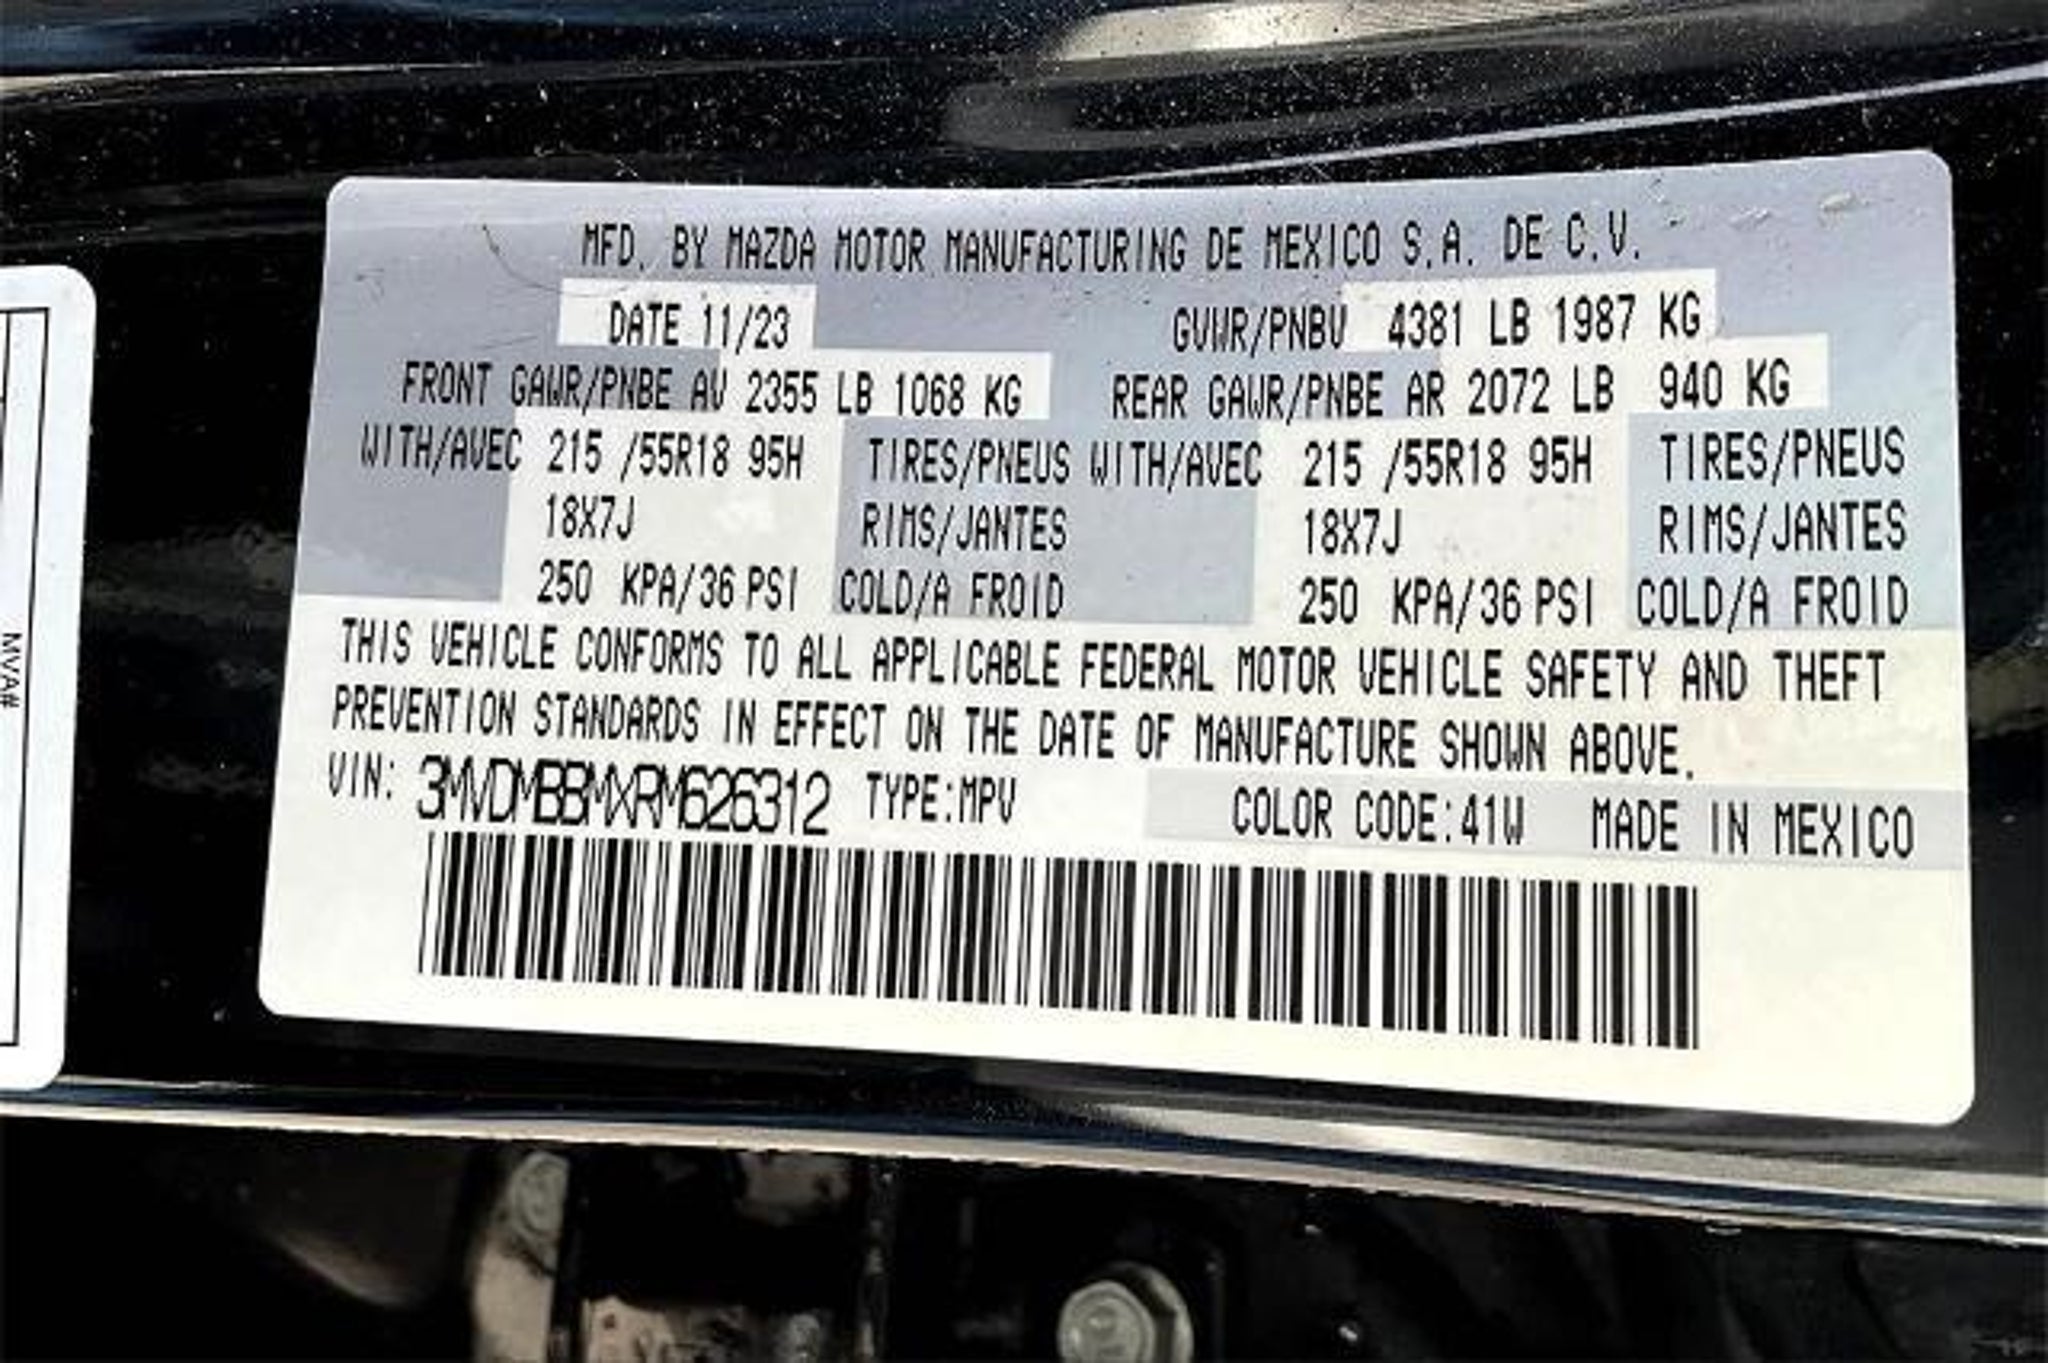 MFD. BY MAZDA MOTOR MANUFACTURING DE MEXICO S.A. DE C.V.
DATE 11/23 GVWR/PNBV 4381 LB 1987 KG
FRONT GAWR/PNBE AV 2355 LB 1068 KG REAR GAWR/PNBE AR 2072 LB 940 KG
WITH/AVEC 215 /55R18 95H TIRES/PNEUS WITH/AVEC 215 /55R18 95H TIRES/PNEUS
18X7J RIMS/JANTES 18X7J RIMS/JANTES
250 KPA/36 PSI COLD/A FROID 250 KPA/36 PSI COLD/A FROID
THIS VEHICLE CONFORMS TO ALL APPLICABLE FEDERAL MOTOR VEHICLE SAFETY AND THEFT
PREVENTION STANDARDS IN EFFECT ON THE DATE OF MANUFACTURE SHOWN ABOVE.
VIN: 3MVDMBBMXRM626312 TYPE:MPV COLOR CODE:41W MADE IN MEXICO
MVA#